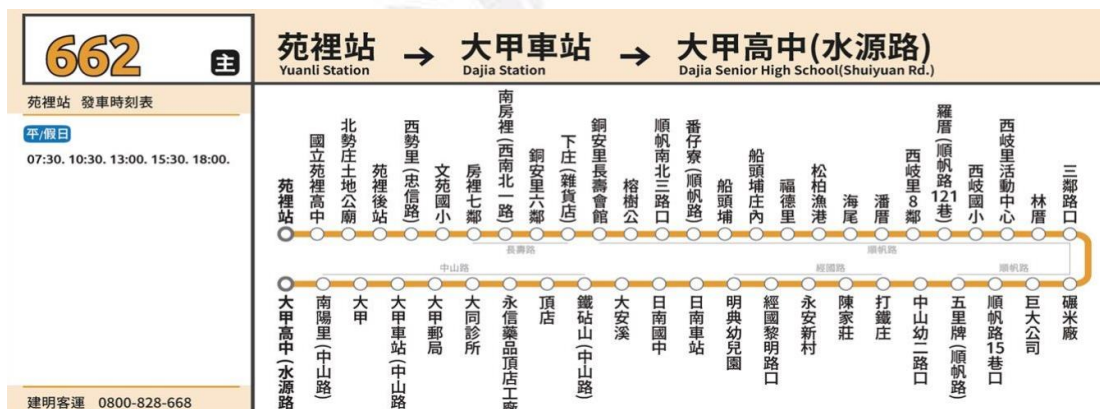 662 主
苑裡站 → 大甲車站 → 大甲高中(水源路)
Yuanli Station Dajia Station Dajia Senior High School(Shuiyuan Rd.)
苑裡站 發車時刻表
平/假日
07:30. 10:30. 13:00. 15:30. 18:00.
苑裡站
國立苑裡高中
北勢庄土地公廟
苑裡後站
西勢里(忠信路)
文苑國小
房裡七鄰
南房裡(西南北一路)
銅安里六鄰
下庄(雜貨店)
銅安里長壽會館
榕樹公
順帆南北三路口
番仔寮(順帆路)
船頭埔
船頭埔庄內
福德里
松柏漁港
海尾
潘厝
西岐里8鄰
羅厝(順帆路121巷)
西岐國小
西岐里活動中心
林厝
三鄰路口
長壽路
順帆路
中山路
經國路
順帆路
大甲高中(水源路
南陽里(中山路)
大甲
大甲車站(中山路
大甲郵局
大同診所
永信藥品頂店工廠
頂店
鐵砧山(中山路)
大安溪
日南國中
日南車站
明典幼兒園
經國黎明路口
永安新村
陳家莊
打鐵庄
中山幼二路口
五里牌(順帆路)
順帆路15巷口
巨大公司
碾米廠
建明客運 0800-828-668